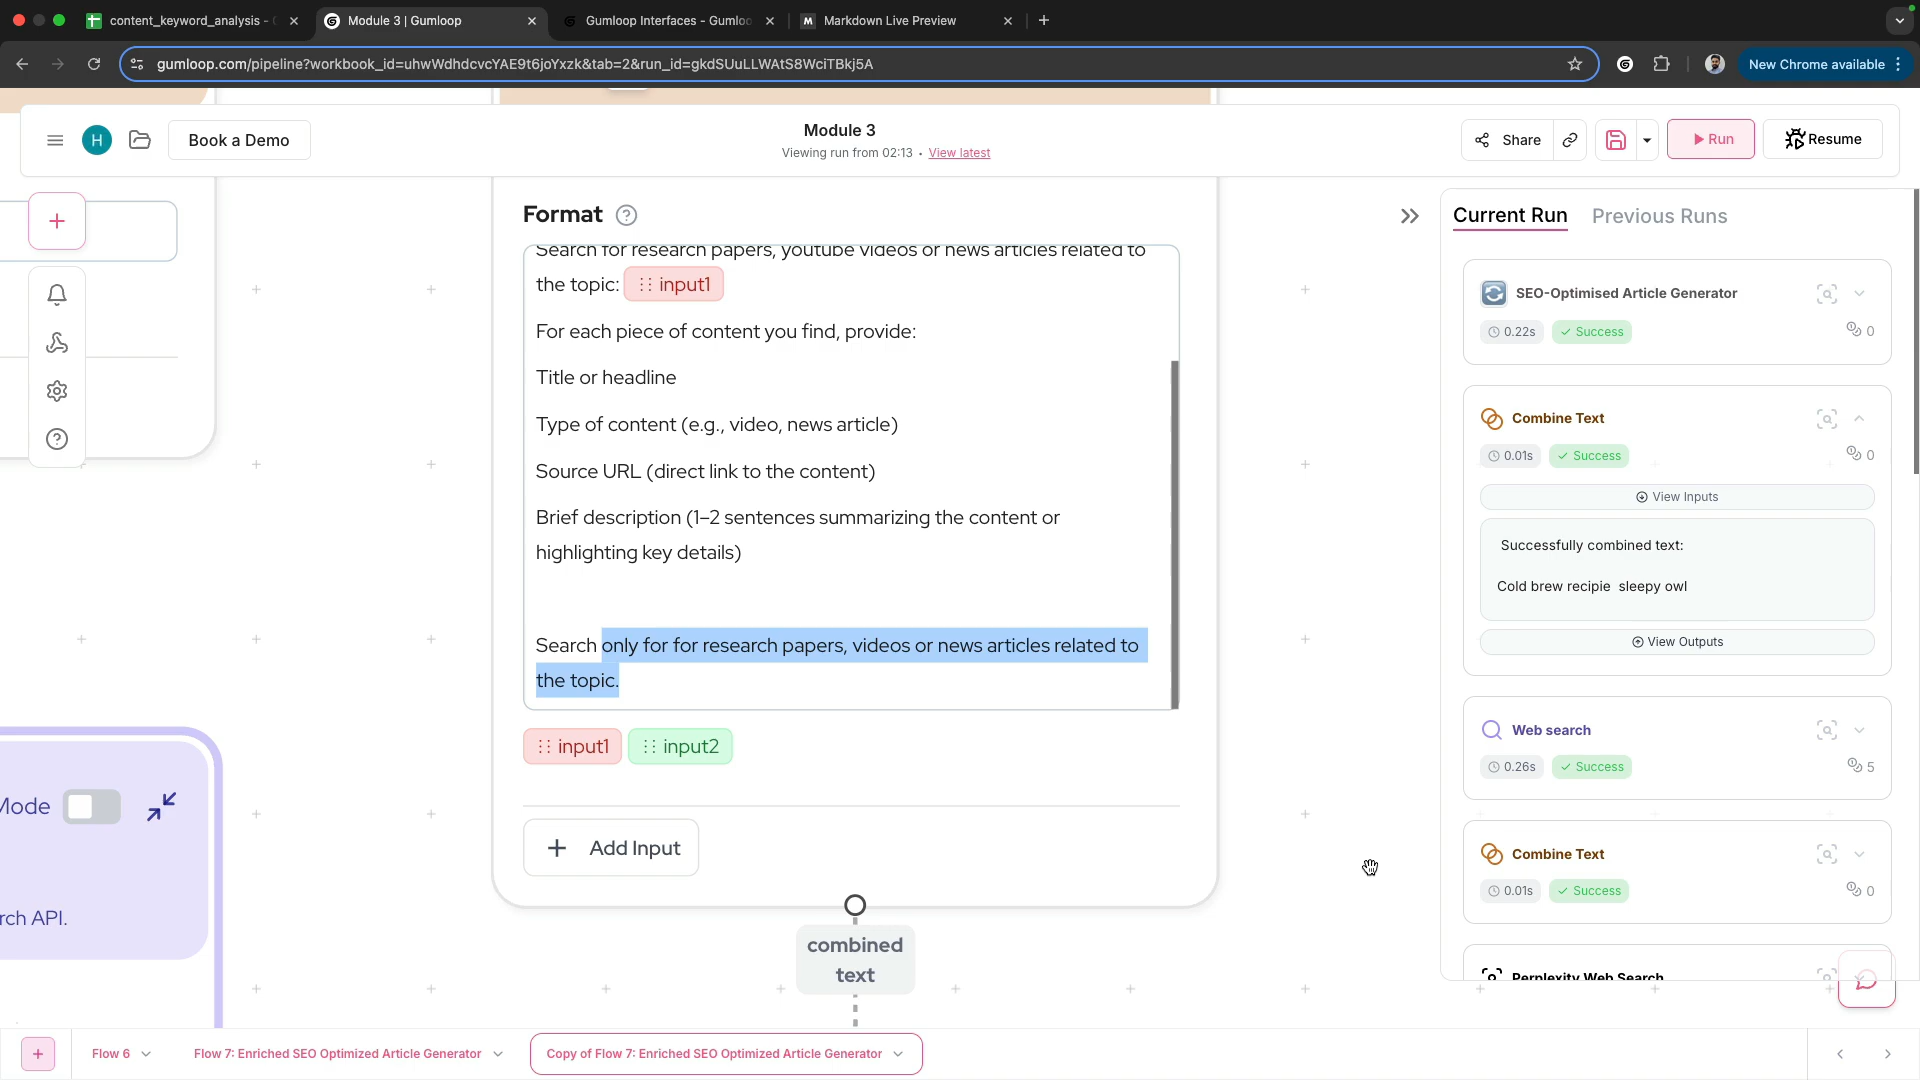 content_keyword_analysis -
Module 3 | Gumloop
Gumloop Interfaces - Gumloo
M
Markdown Live Preview
gumloop.com/pipeline?workbook_id=uhwWdhdcvcYAE9t6joYxzk&tab=2&run_id=gkdSUuLLWAtS8WciTBkj5A
New Chrome available
H
Book a Demo
Module 3
Viewing run from 02:13 • View latest
Share
Run
Resume
Format
Search for research papers, youtube videos or news articles related to
the topic: input1
For each piece of content you find, provide:
Title or headline
Type of content (e.g., video, news article)
Source URL (direct link to the content)
Brief description (1–2 sentences summarizing the content or
highlighting key details)
Search only for for research papers, videos or news articles related to
the topic.
input1 input2
+ Add Input
combined
text
Mode
rch API.
Current Run Previous Runs
SEO-Optimised Article Generator
0.22s Success 0
Combine Text
0.01s Success 0
View Inputs
Successfully combined text:
Cold brew recipie sleepy owl
View Outputs
Web search
0.26s Success 5
Combine Text
0.01s Success 0
Perplexity Web Search
Flow 6
Flow 7: Enriched SEO Optimized Article Generator
Copy of Flow 7: Enriched SEO Optimized Article Generator